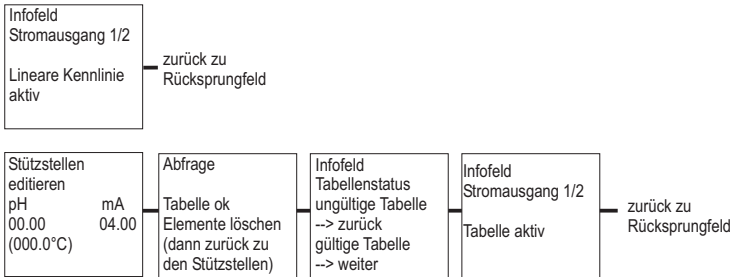 Infofeld
Stromausgang 1/2
Lineare Kennlinie
aktiv
zurück zu
Rücksprungfeld
Stützstellen
editieren
pH mA
00.00 04.00
(000.0°C)
Abfrage
Tabelle ok
Elemente löschen
(dann zurück zu
den Stützstellen)
Infofeld
Tabellenstatus
ungültige Tabelle
--> zurück
gültige Tabelle
--> weiter
Infofeld
Stromausgang 1/2
Tabelle aktiv
zurück zu
Rücksprungfeld